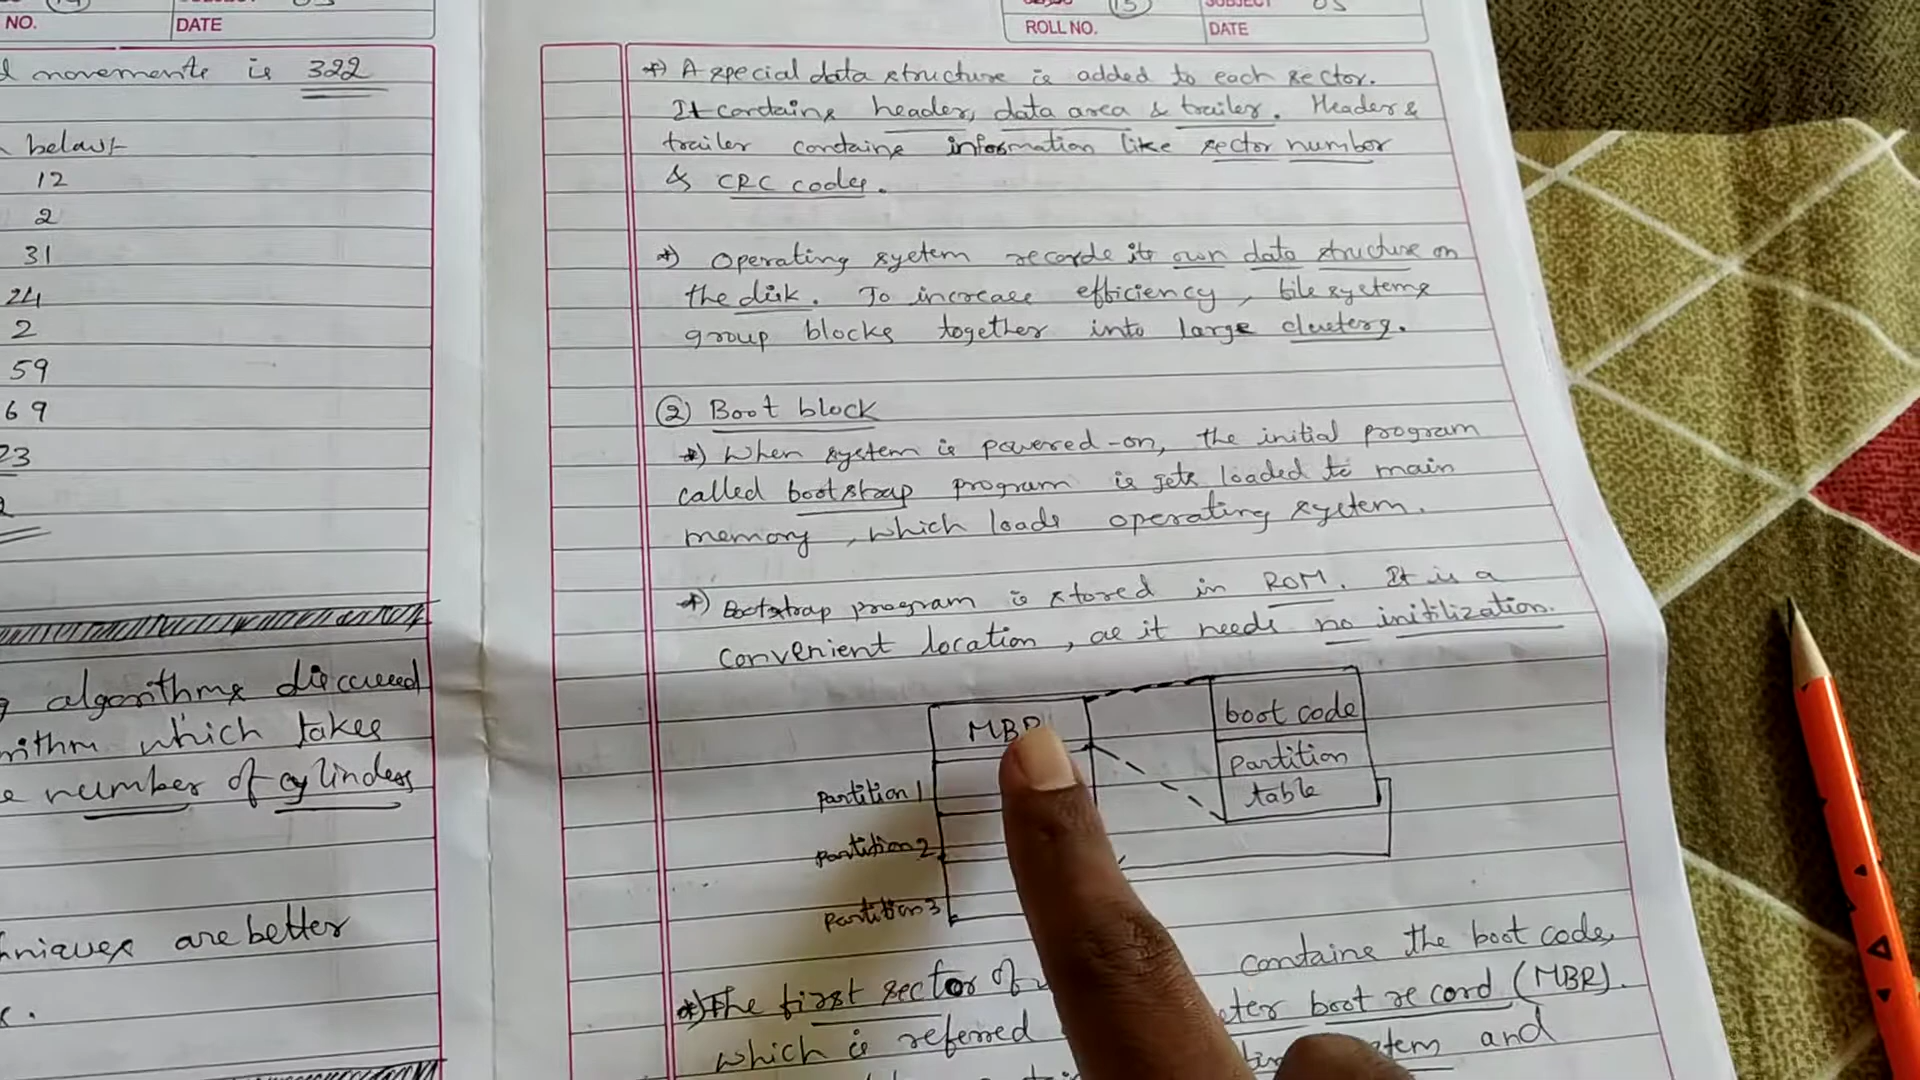 NO.
DATE
movements is 322
below:-
12
2
31
24
2
59
69
23
algorithms discussed
which takes
number of cylinders
are better
ROLL NO.
SUBJECT OS
DATE
15
*) A special data structure is added to each sector.
It contains header, data area & trailer. Header &
trailer contains information like sector number
& CRC codes.
*) Operating system records its own data structure on
the disk. To increase efficiency, file systems
group blocks together into large clusters.
② Boot block
*) When system is powered-on, the initial program
called bootstrap program is gets loaded to main
memory, which loads operating system.
*) Bootstrap program is stored in ROM. It is a
convenient location, as it needs no initilization.
MBR
boot code
partition
table
partition 1
partition 2
partition 3
*) The first sector of contains the boot code,
which is referred boot record (MBR).
and